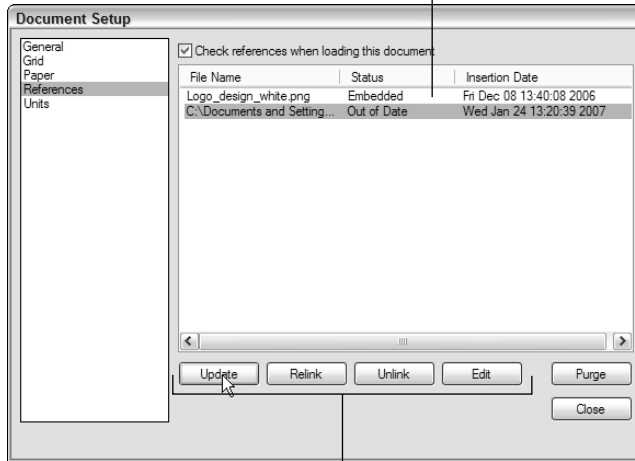 Document Setup
General
Grid
Paper
References
Units
Check references when loading this document
File Name Status Insertion Date
Logo_design_white.png Embedded Fri Dec 08 13:40:08 2006
C:\Documents and Setting... Out of Date Wed Jan 24 13:20:39 2007
Update Relink Unlink Edit Purge
Close